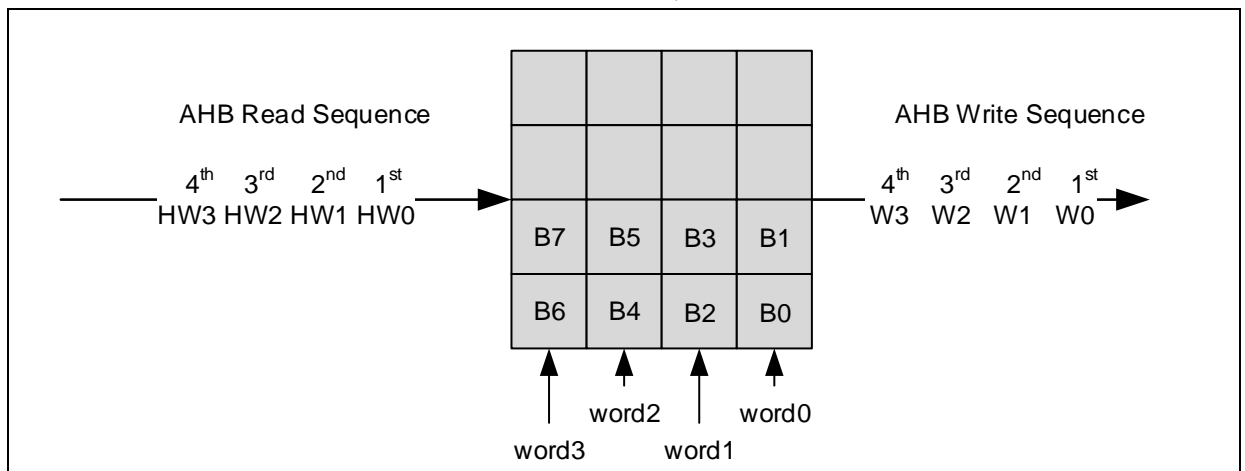 AHB Read Sequence
4th 3rd 2nd 1st
HW3 HW2 HW1 HW0
B7 B5 B3 B1
B6 B4 B2 B0
AHB Write Sequence
4th 3rd 2nd 1st
W3 W2 W1 W0
word2 word0
word3 word1